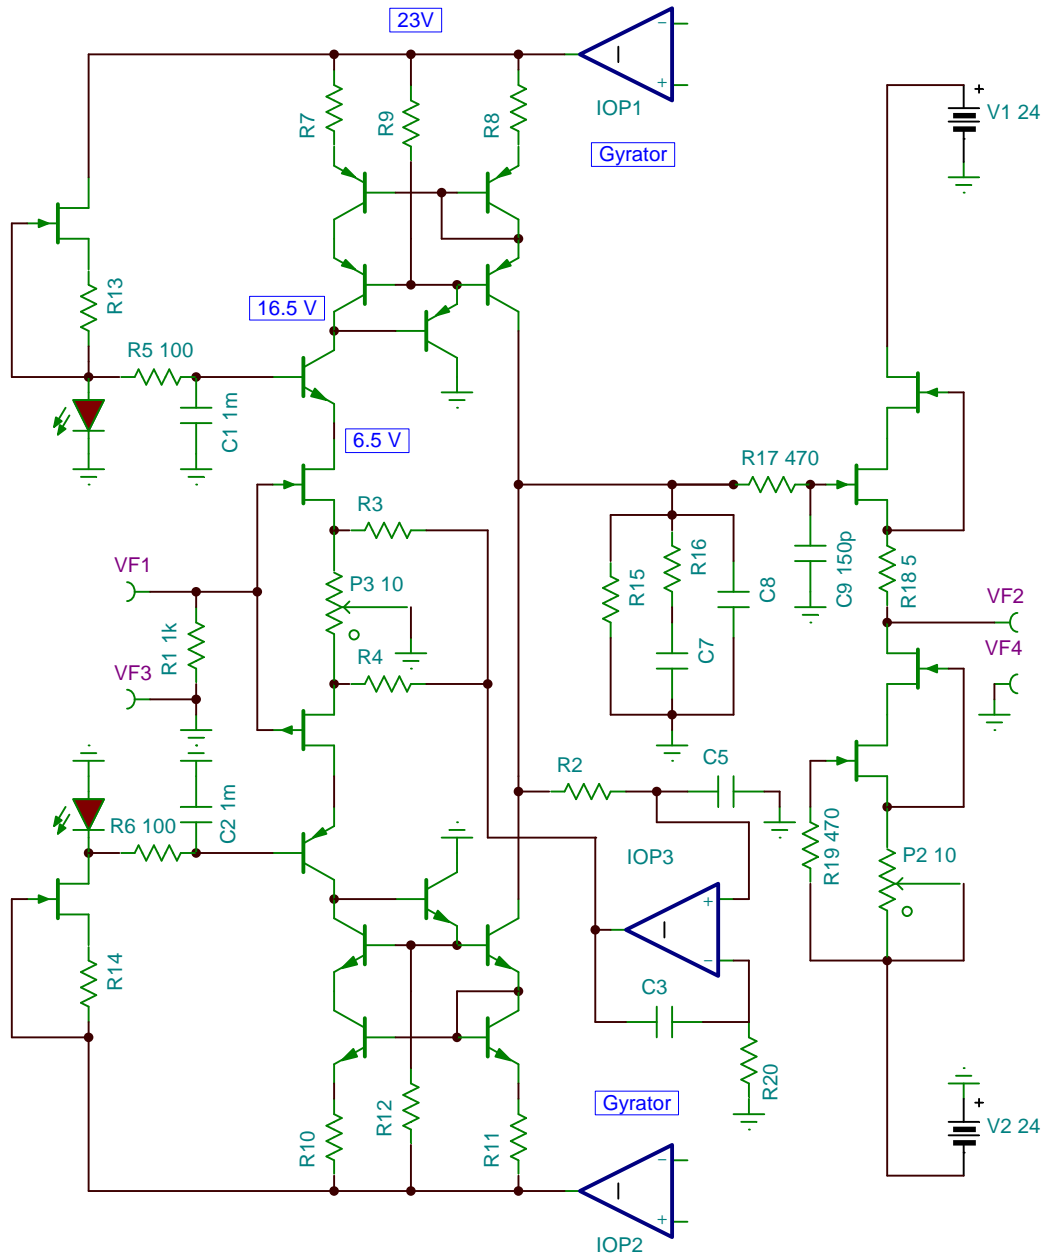 23V
IOP1
V1 24
R7
R9
R8
Gyrator
R13
16.5 V
R5 100
C1 1m
6.5 V
R17 470
R3
VF1
P3 10
R15
R16
C8
C9 150p
R18 5
VF2
R1 1k
R4
C7
VF4
VF3
R2
C5
R6 100
C2 1m
IOP3
R19 470
P2 10
R14
C3
R20
Gyrator
R10
R12
R11
V2 24
IOP2